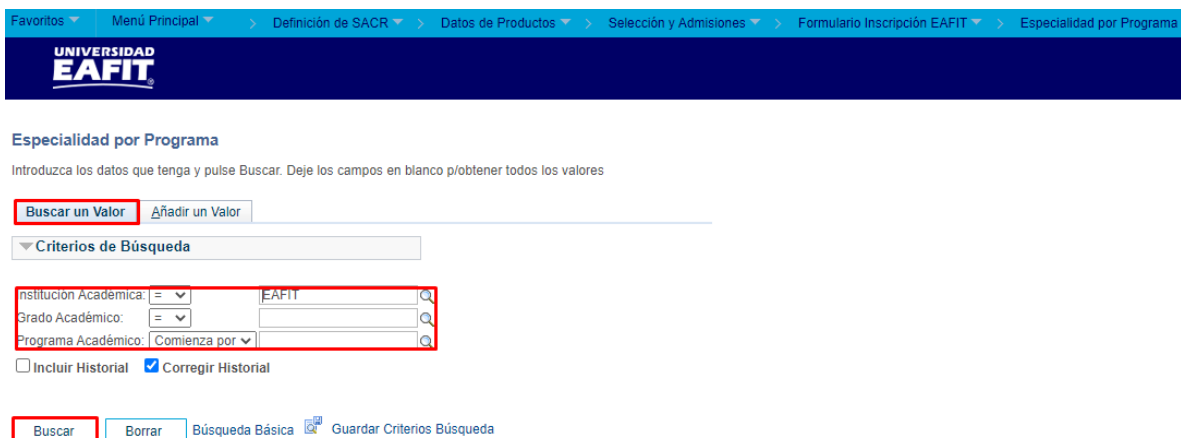 Favoritos Menú Principal > Definición de SACR > Datos de Productos > Selección y Admisiones > Formulario Inscripción EAFIT > Especialidad por Programa
UNIVERSIDAD
EAFIT
Especialidad por Programa
Introduzca los datos que tenga y pulse Buscar. Deje los campos en blanco p/obtener todos los valores
Buscar un Valor Añadir un Valor
Criterios de Búsqueda
Institución Académica: = EAFIT
Grado Académico: =
Programa Académico: Comienza por
Incluir Historial Corregir Historial
Buscar Borrar Búsqueda Básica Guardar Criterios Búsqueda